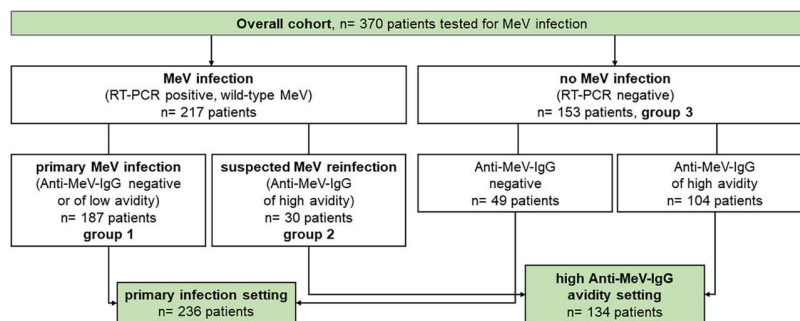 Overall cohort, n= 370 patients tested for MeV infection
MeV infection
(RT-PCR positive, wild-type MeV)
n= 217 patients
no MeV infection
(RT-PCR negative)
n= 153 patients, group 3
primary MeV infection
(Anti-MeV-IgG negative
or of low avidity)
n= 187 patients
group 1
suspected MeV reinfection
(Anti-MeV-IgG
of high avidity)
n= 30 patients
group 2
Anti-MeV-IgG
negative
n= 49 patients
Anti-MeV-IgG
of high avidity
n= 104 patients
primary infection setting
n= 236 patients
high Anti-MeV-IgG
avidity setting
n= 134 patients